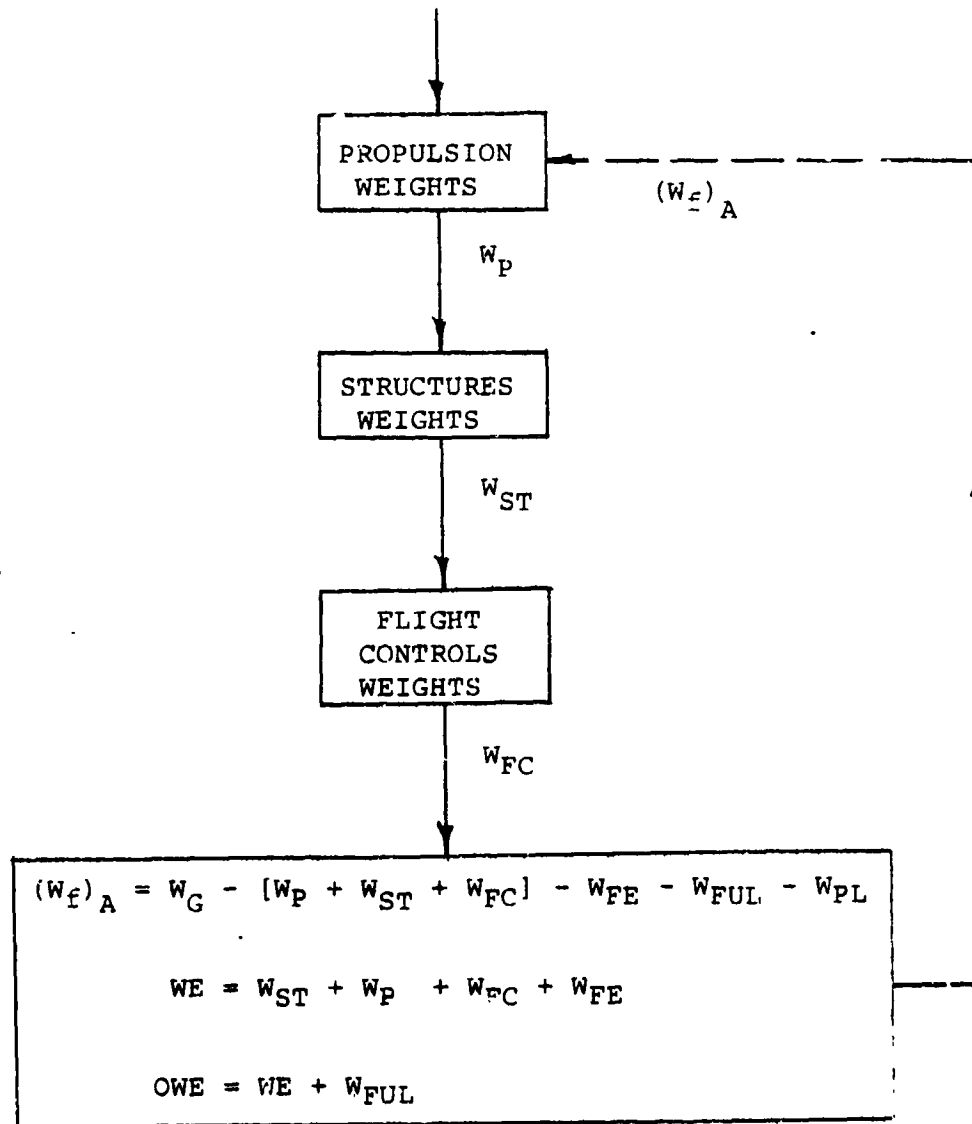 PROPULSION
WEIGHTS
(W_f)_A
W_P
STRUCTURES
WEIGHTS
W_ST
FLIGHT
CONTROLS
WEIGHTS
W_FC
(W_f)_A = W_G - [W_P + W_ST + W_FC] - W_FE - W_FUL - W_PL
WE = W_ST + W_P + W_FC + W_FE
OWE = WE + W_FUL